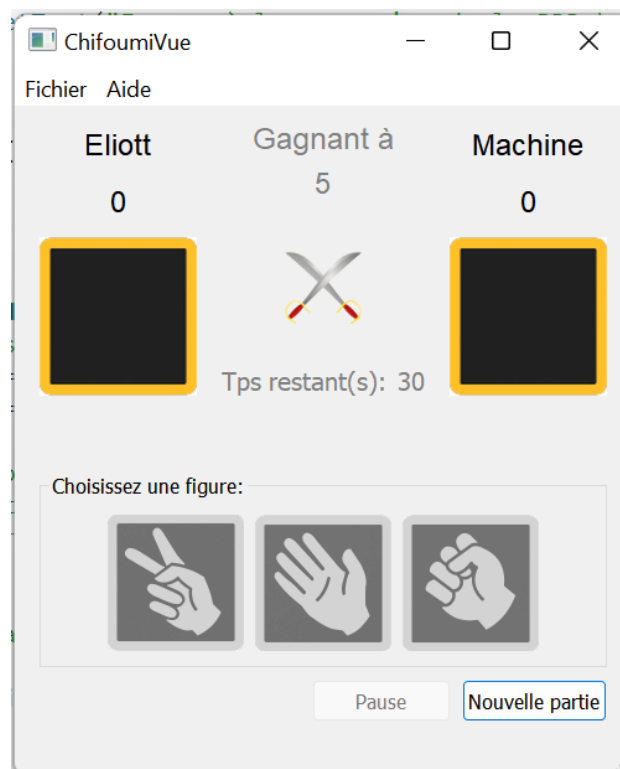 ChifoumiVue
Fichier Aide
Eliott
Gagnant à
Machine
0
5
0
Tps restant(s): 30
Choisissez une figure:
Pause
Nouvelle partie